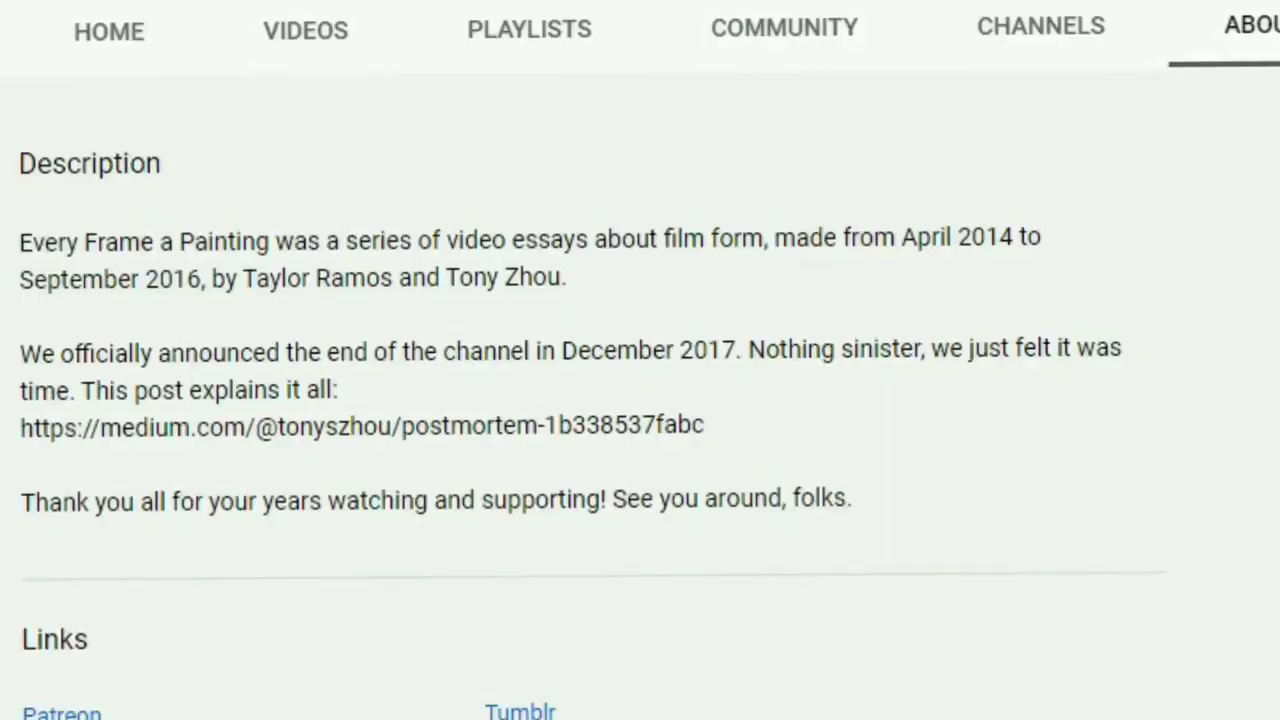 HOME VIDEOS PLAYLISTS COMMUNITY CHANNELS
Description
Every Frame a Painting was a series of video essays about film form, made from April 2014 to
September 2016, by Taylor Ramos and Tony Zhou.
We officially announced the end of the channel in December 2017. Nothing sinister, we just felt it was
time. This post explains it all:
https://medium.com/@tonyszhou/postmortem-1b338537fabc
Thank you all for your years watching and supporting! See you around, folks.
Links
Patreon Tumblr